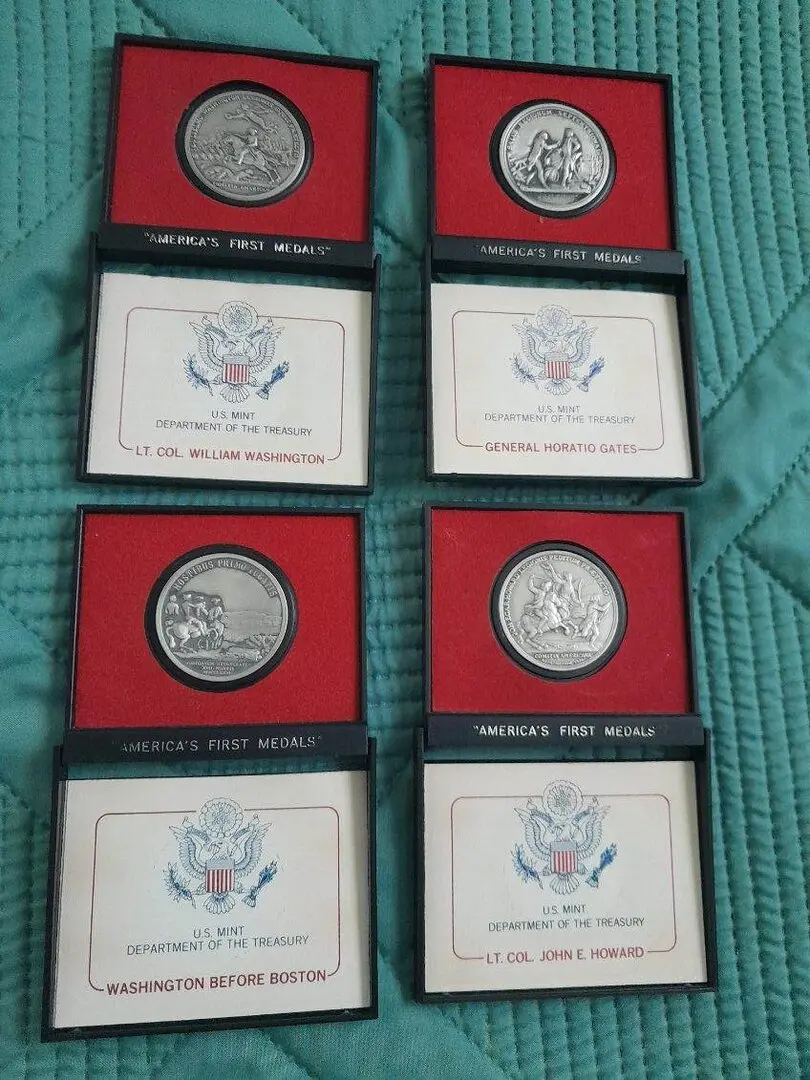 "AMERICA'S FIRST MEDALS"
U.S. MINT
DEPARTMENT OF THE TREASURY
LT. COL. WILLIAM WASHINGTON
"AMERICA'S FIRST MEDALS"
U.S. MINT
DEPARTMENT OF THE TREASURY
GENERAL HORATIO GATES
HOSTIBUS PRIMO FUGATIS
"AMERICA'S FIRST MEDALS"
U.S. MINT
DEPARTMENT OF THE TREASURY
WASHINGTON BEFORE BOSTON
COMITIA AMERICANA
"AMERICA'S FIRST MEDALS"
U.S. MINT
DEPARTMENT OF THE TREASURY
LT. COL. JOHN E. HOWARD